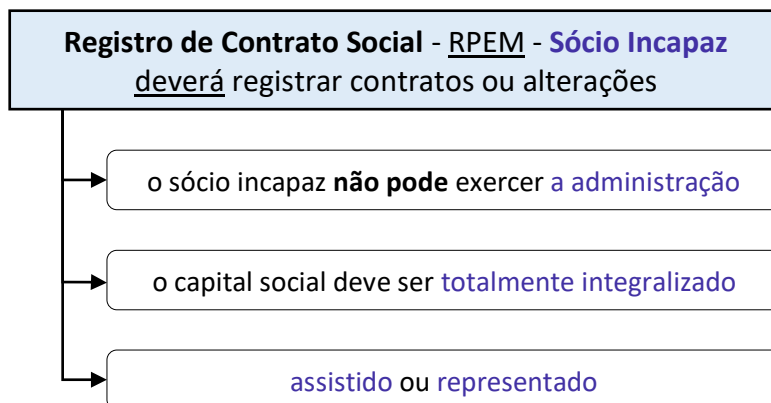 Registro de Contrato Social - RPEM - Sócio Incapaz
deverá registrar contratos ou alterações
o sócio incapaz não pode exercer a administração
o capital social deve ser totalmente integralizado
assistido ou representado